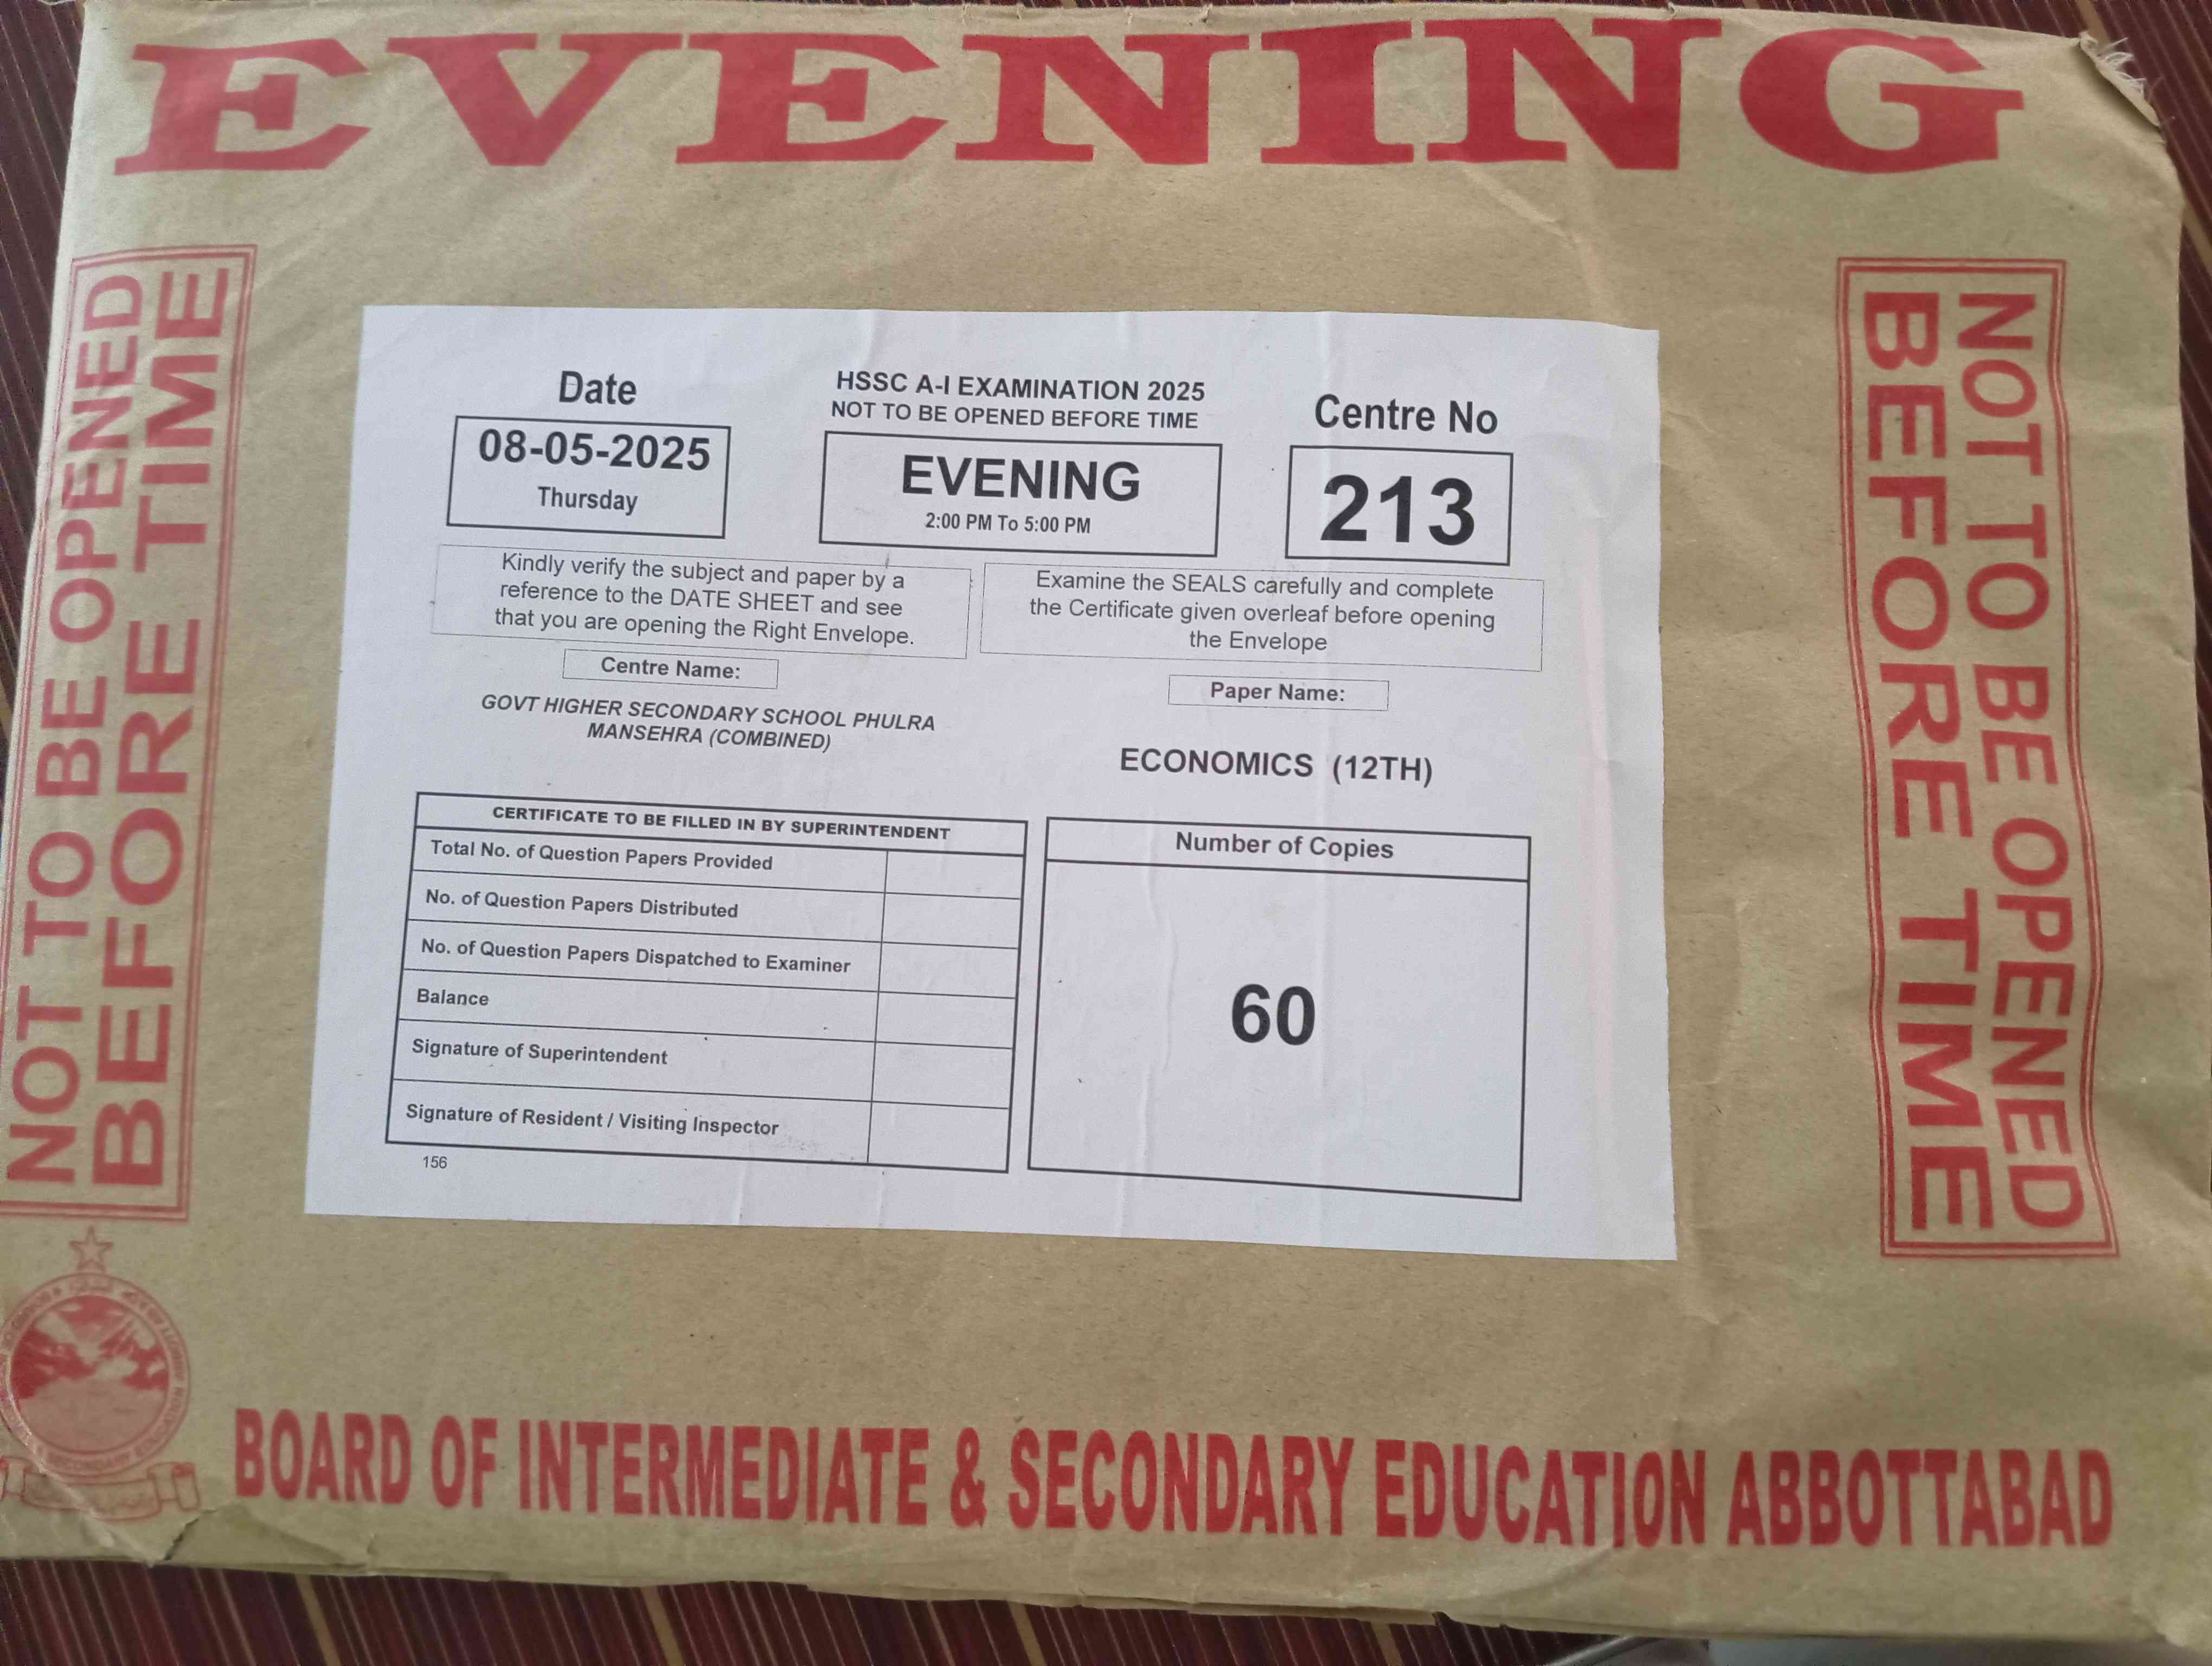 EVENING
NOT TO BE OPENED
BEFORE TIME
NOT TO BE OPENED
BEFORE TIME
Date
08-05-2025
Thursday
HSSC A-I EXAMINATION 2025
NOT TO BE OPENED BEFORE TIME
EVENING
2:00 PM To 5:00 PM
Centre No
213
Kindly verify the subject and paper by a
reference to the DATE SHEET and see
that you are opening the Right Envelope.
Examine the SEALS carefully and complete
the Certificate given overleaf before opening
the Envelope
Centre Name:
GOVT HIGHER SECONDARY SCHOOL PHULRA
MANSEHRA (COMBINED)
Paper Name:
ECONOMICS (12TH)
CERTIFICATE TO BE FILLED IN BY SUPERINTENDENT
Total No. of Question Papers Provided
No. of Question Papers Distributed
No. of Question Papers Dispatched to Examiner
Balance
Signature of Superintendent
Signature of Resident / Visiting Inspector
156
Number of Copies
60
BOARD OF INTERMEDIATE & SECONDARY EDUCATION ABBOTTABAD